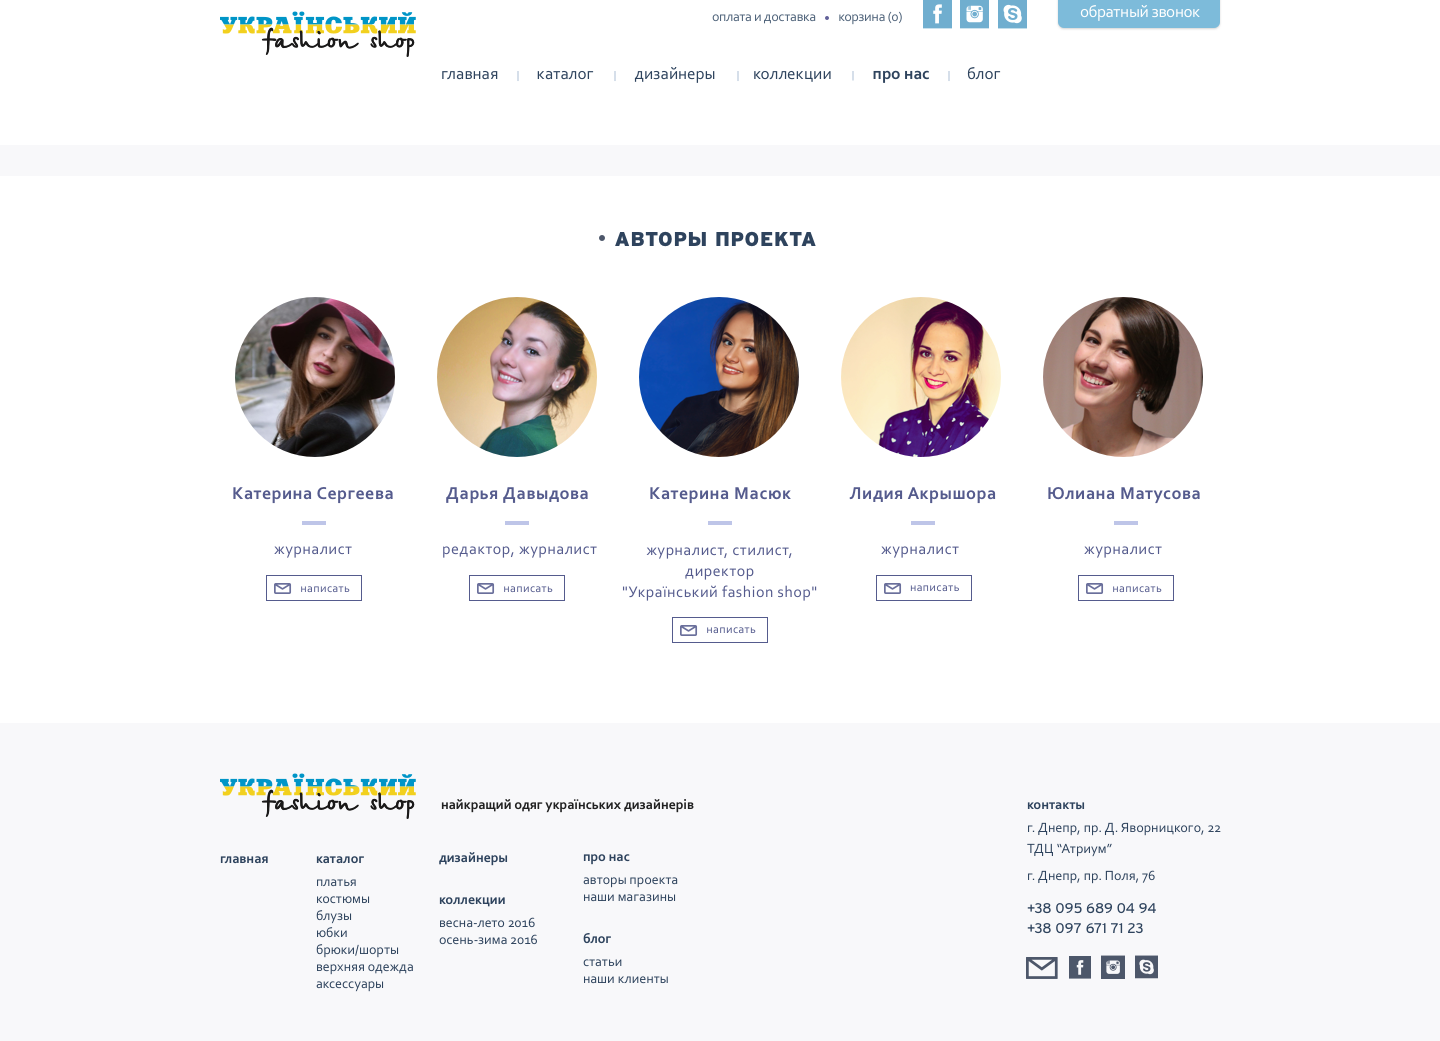 УКРАЇНСЬКИЙ
fashion shop
оплата и доставка • корзина (0)
обратный звонок
главная | каталог | дизайнеры | коллекции | про нас | блог
• АВТОРЫ ПРОЕКТА
Катерина Сергеева
журналист
написать
Дарья Давыдова
редактор, журналист
написать
Катерина Масюк
журналист, стилист,
директор
"Український fashion shop"
написать
Лидия Акрышора
журналист
написать
Юлиана Матусова
журналист
написать
УКРАЇНСЬКИЙ
fashion shop
найкращий одяг українських дизайнерів
главная
каталог
платья
костюмы
блузы
юбки
брюки/шорты
верхняя одежда
аксессуары
дизайнеры
коллекции
весна-лето 2016
осень-зима 2016
про нас
авторы проекта
наши магазины
блог
статьи
наши клиенты
контакты
г. Днепр, пр. Д. Яворницкого, 22
ТДЦ “Атриум”
г. Днепр, пр. Поля, 76
+38 095 689 04 94
+38 097 671 71 23